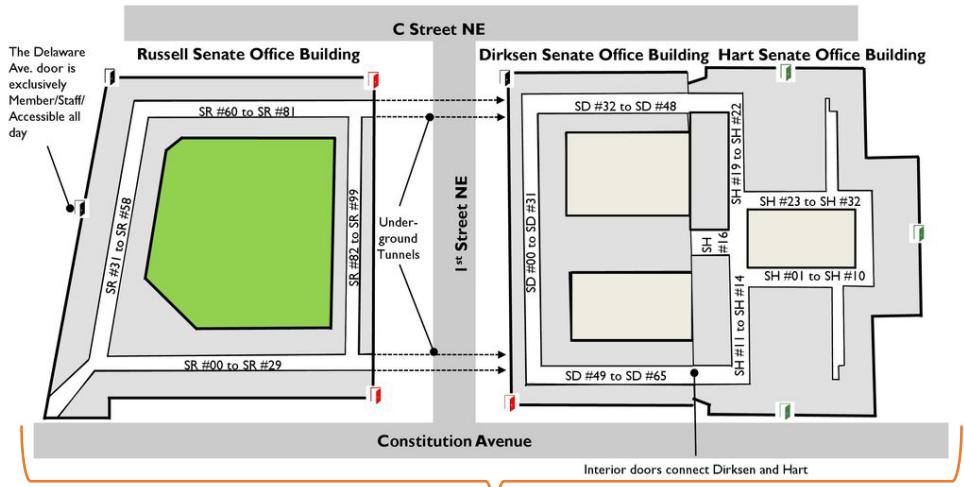 C Street NE
Russell Senate Office Building
Dirksen Senate Office Building
Hart Senate Office Building
The Delaware
Ave. door is
exclusively
Member/Staff/
Accessible all
day
SR #60 to SR #81
SR #31 to SR #58
SR #82 to SR #99
SR #00 to SR #29
Under-
ground
Tunnels
1st Street NE
SD #32 to SD #48
SD #00 to SD #31
SD #49 to SD #65
SH #19 to SH #22
SH #23 to SH #32
SH
#16
SH #01 to SH #10
SH #11 to SH #14
Constitution Avenue
Interior doors connect Dirksen and Hart